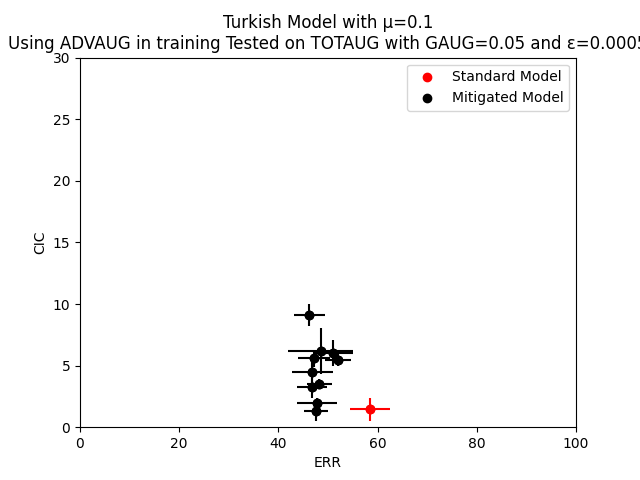 Turkish Model with μ=0.1
Using ADVAUG in training Tested on TOTAUG with GAUG=0.05 and ε=0.0005
Standard Model
Mitigated Model
30
25
20
15
10
5
0
CIC
0 20 40 60 80 100
ERR